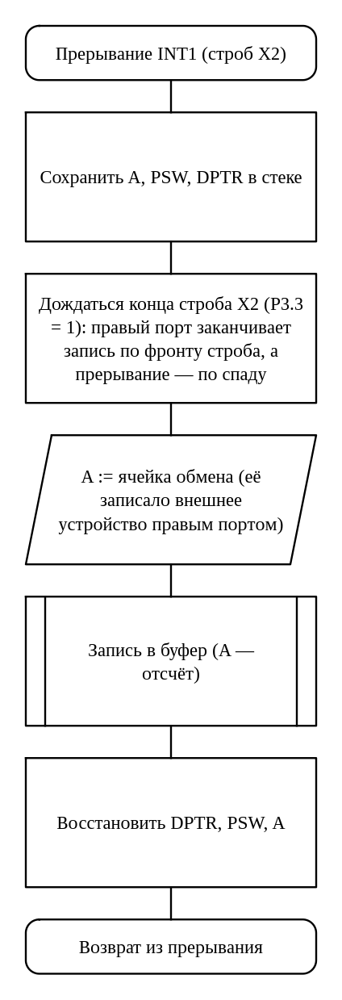 Прерывание INT1 (строб X2)
Сохранить A, PSW, DPTR в стеке
Дождаться конца строба X2 (P3.3
= 1): правый порт заканчивает
запись по фронту строба, а
прерывание — по спаду
A := ячейка обмена (её
записало внешнее
устройство правым портом)
Запись в буфер (A —
отсчёт)
Восстановить DPTR, PSW, A
Возврат из прерывания